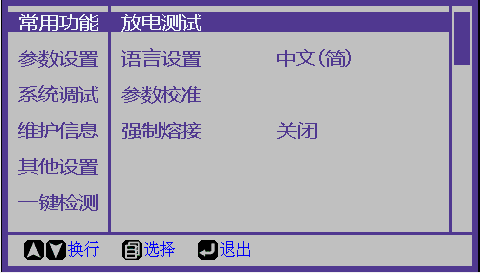 常用功能 放电测试
参数设置 语言设置 中文(简)
系统调试 参数校准
维护信息 强制熔接 关闭
其他设置
一键检测
换行 选择 退出